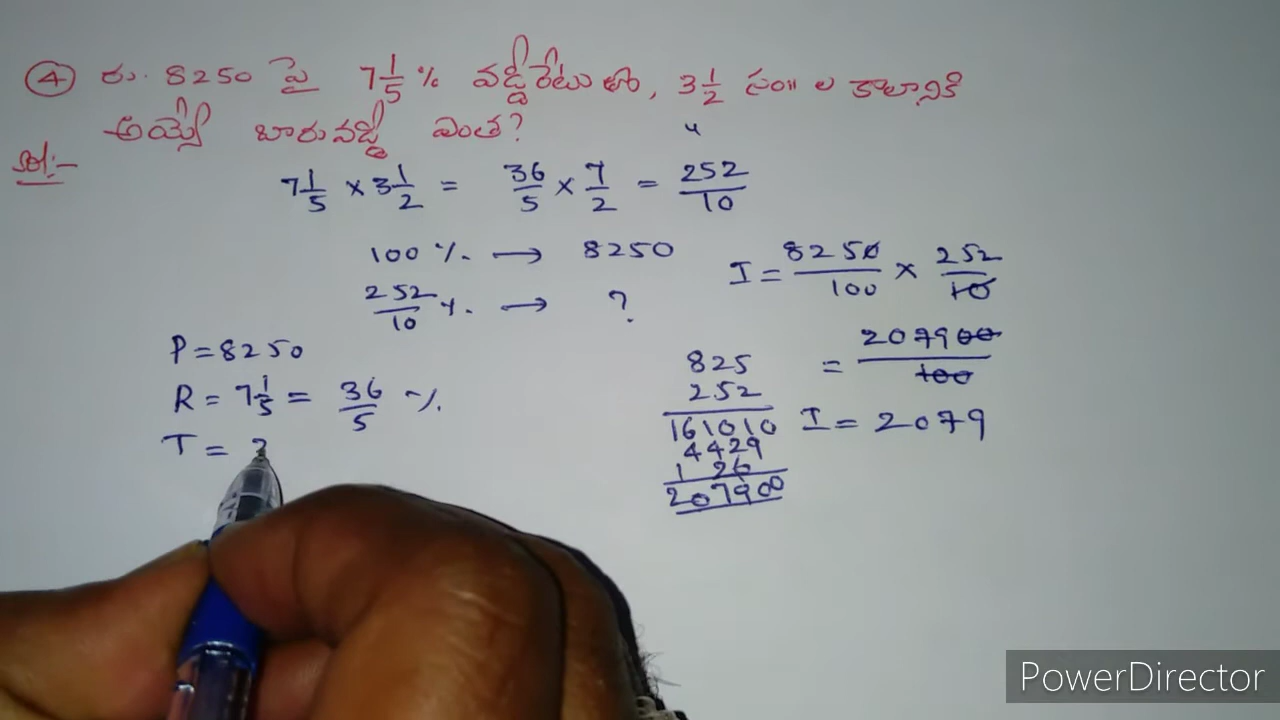 ④ రు. 8250 పై 7 1/5 % వడ్డీరేటుతో, 3 1/2 సం॥ ల కాలానికి
అయ్యే బారువడ్డీ ఎంత?
Sol:-
7 1/5 × 3 1/2 = 36/5 × 7/2 = 252/10
100 % → 8250
252/10 % → ?
I = 8250/100 × 252/10
= 207900/100
I = 2079
825
252
161010
4429
1 26
207900
P = 8250
R = 7 1/5 = 36/5 %
T =
PowerDirector